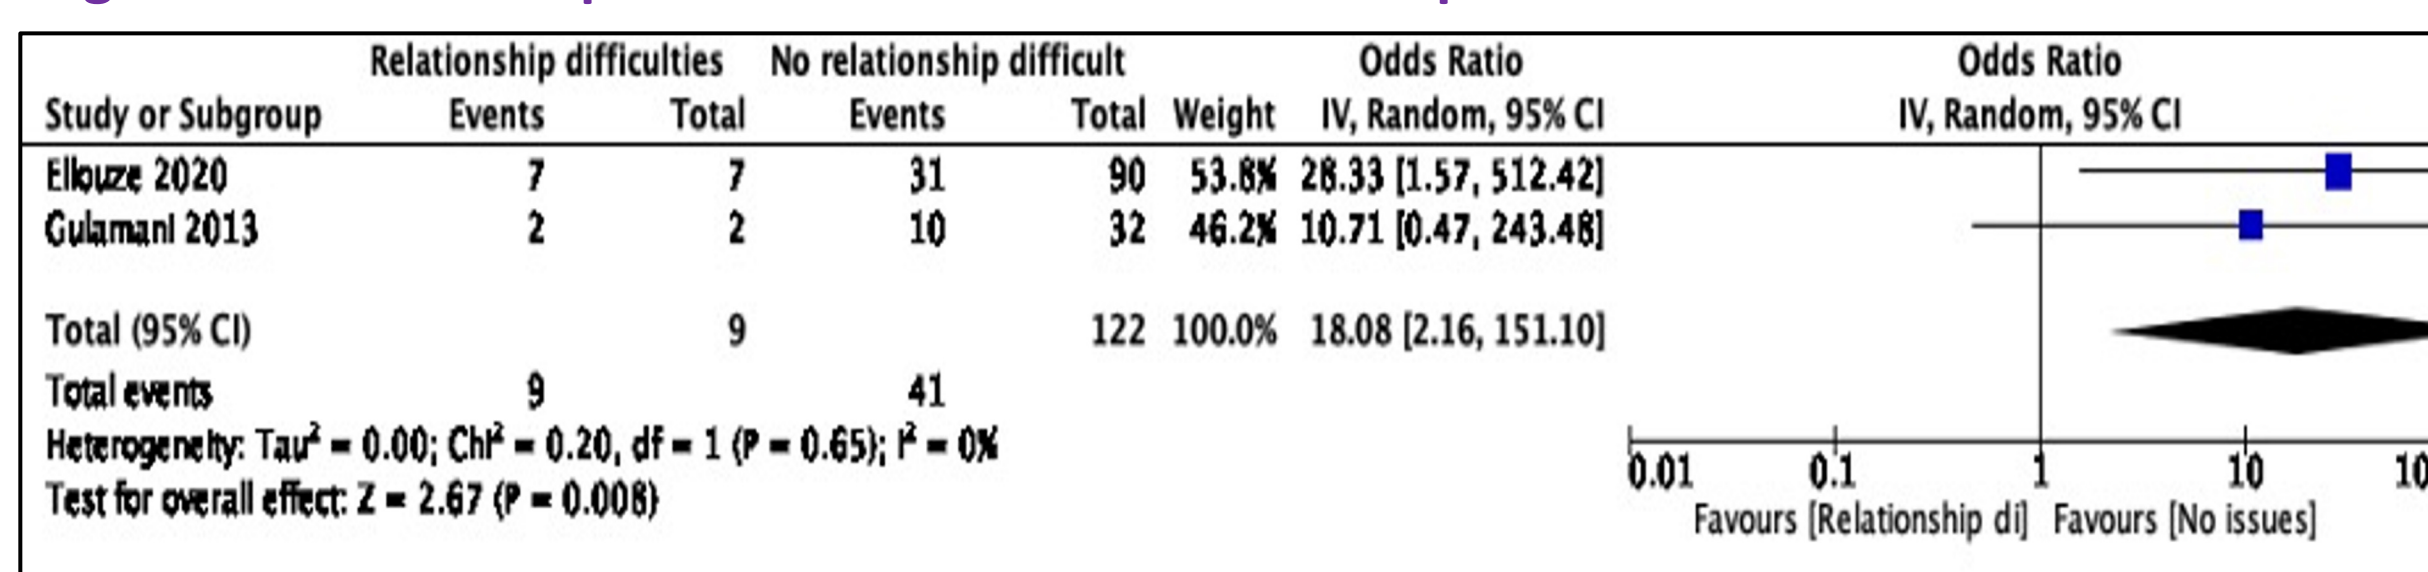 Relationship difficulties No relationship difficult Odds Ratio Odds Ratio
Study or Subgroup Events Total Events Total Weight IV, Random, 95% CI IV, Random, 95% CI
Ellouze 2020 7 7 31 90 53.8% 28.33 [1.57, 512.42]
Gulamani 2013 2 2 10 32 46.2% 10.71 [0.47, 243.48]
Total (95% CI) 9 122 100.0% 18.08 [2.16, 151.10]
Total events 9 41
Heterogeneity: Tau² = 0.00; Chi² = 0.20, df = 1 (P = 0.65); I² = 0%
Test for overall effect: Z = 2.67 (P = 0.008)
0.01 0.1 1 10 10
Favours [Relationship di] Favours [No issues]